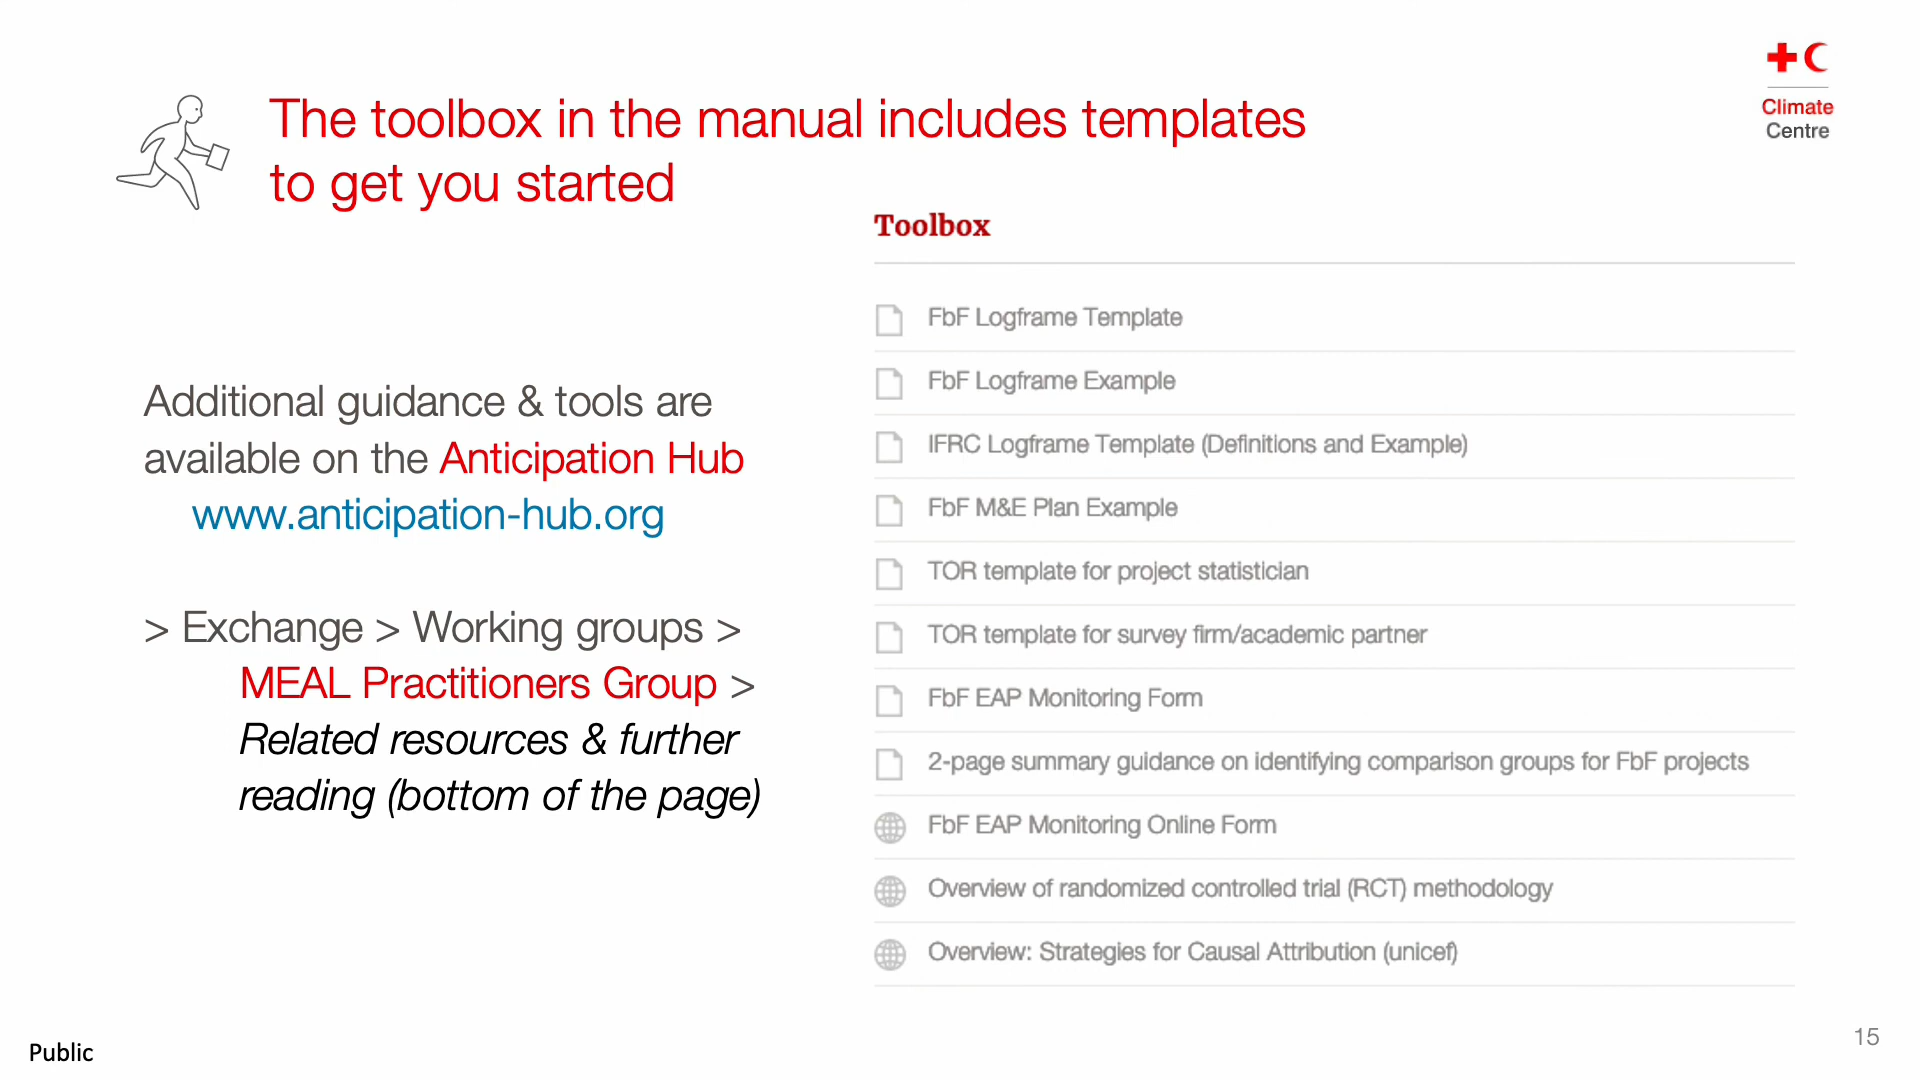 The toolbox in the manual includes templates
to get you started
Climate
Centre
Additional guidance & tools are
available on the Anticipation Hub
www.anticipation-hub.org
> Exchange > Working groups >
MEAL Practitioners Group >
Related resources & further
reading (bottom of the page)
Toolbox
FbF Logframe Template
FbF Logframe Example
IFRC Logframe Template (Definitions and Example)
FbF M&E Plan Example
TOR template for project statistician
TOR template for survey firm/academic partner
FbF EAP Monitoring Form
2-page summary guidance on identifying comparison groups for FbF projects
FbF EAP Monitoring Online Form
Overview of randomized controlled trial (RCT) methodology
Overview: Strategies for Causal Attribution (unicef)
Public
15